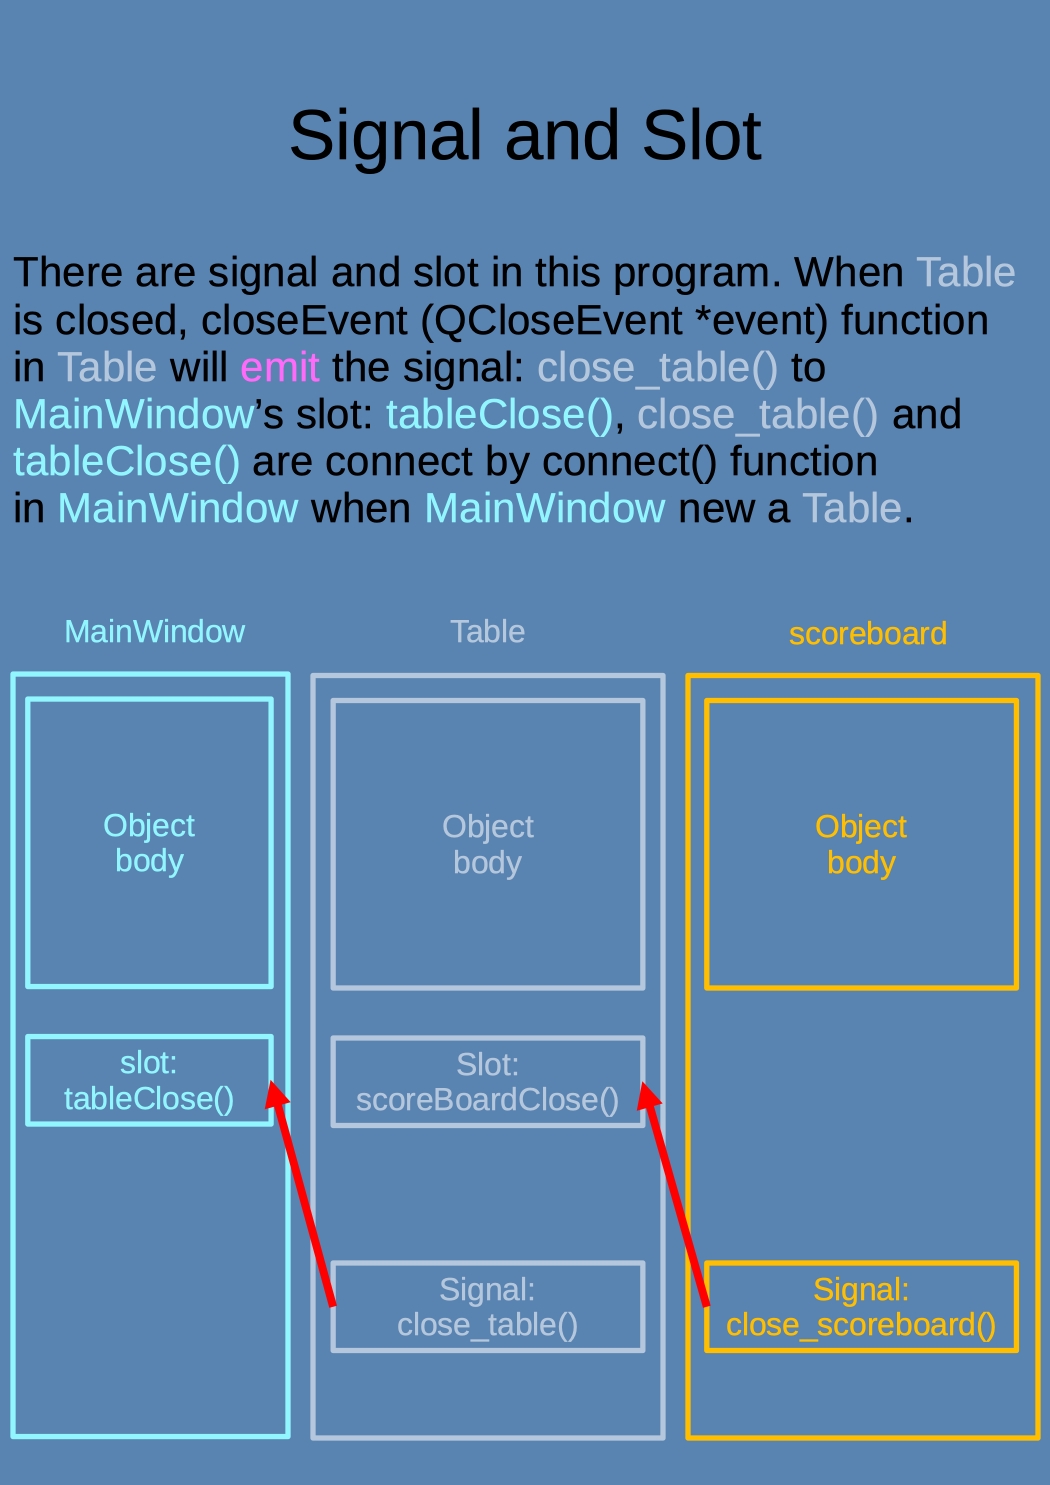 Signal and Slot
There are signal and slot in this program. When Table
is closed, closeEvent (QCloseEvent *event) function
in Table will emit the signal: close_table() to
MainWindow’s slot: tableClose(), close_table() and
tableClose() are connect by connect() function
in MainWindow when MainWindow new a Table.
MainWindow
Table
scoreboard
Object
body
Object
body
Object
body
slot:
tableClose()
Slot:
scoreBoardClose()
Signal:
close_table()
Signal:
close_scoreboard()